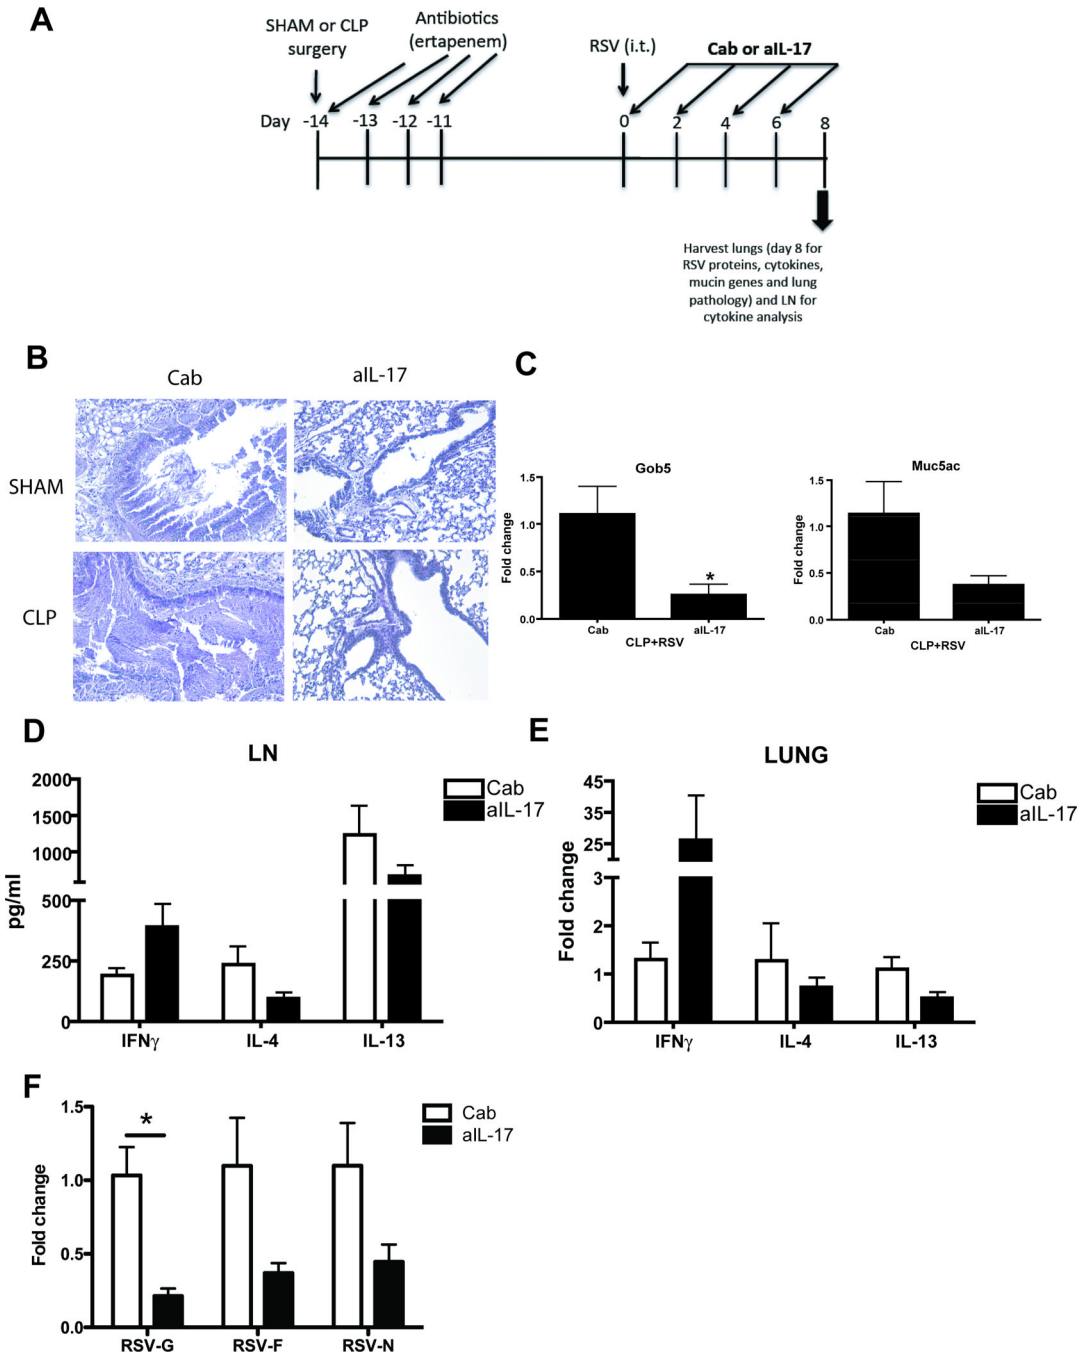 A
SHAM or CLP
surgery
Antibiotics
(ertapenem)
RSV (i.t.)
Cab or aIL-17
Day -14 -13 -12 -11 0 2 4 6 8
Harvest lungs (day 8 for
RSV proteins, cytokines,
mucin genes and lung
pathology) and LN for
cytokine analysis
B
Cab aIL-17
SHAM
CLP
C
Gob5
Fold change
1.5
1.0
0.5
0.0
*
Cab aIL-17
CLP+RSV
Muc5ac
Fold change
1.5
1.0
0.5
0.0
Cab aIL-17
CLP+RSV
D
LN
Cab
aIL-17
pg/ml
2000
1500
1000
500
250
0
IFNγ IL-4 IL-13
E
LUNG
Cab
aIL-17
Fold change
45
35
25
3
2
1
0
IFNγ IL-4 IL-13
F
Cab
aIL-17
Fold change
1.5
1.0
0.5
0.0
*
RSV-G RSV-F RSV-N